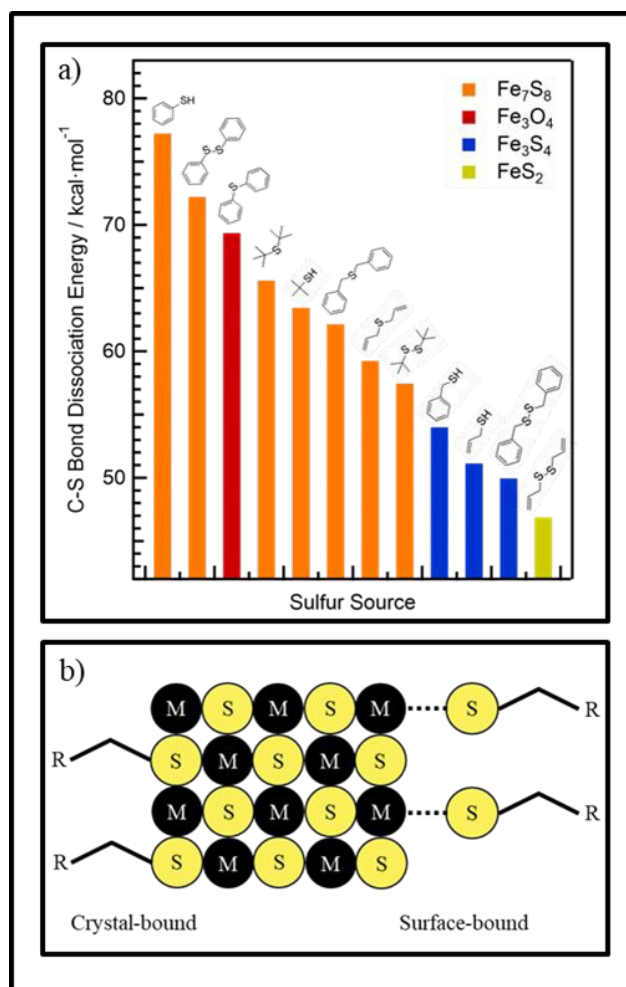 a)
C-S Bond Dissociation Energy / kcal·mol⁻¹
80
70
60
50
Fe₇S₈
Fe₃O₄
Fe₃S₄
FeS₂
SH
S-S
S
S
SH
S
S
S-S
SH
SH
S-S
S-S
Sulfur Source
b)
M S M S M S R
R S M S M S
M S M S M S R
R S M S M S
Crystal-bound Surface-bound